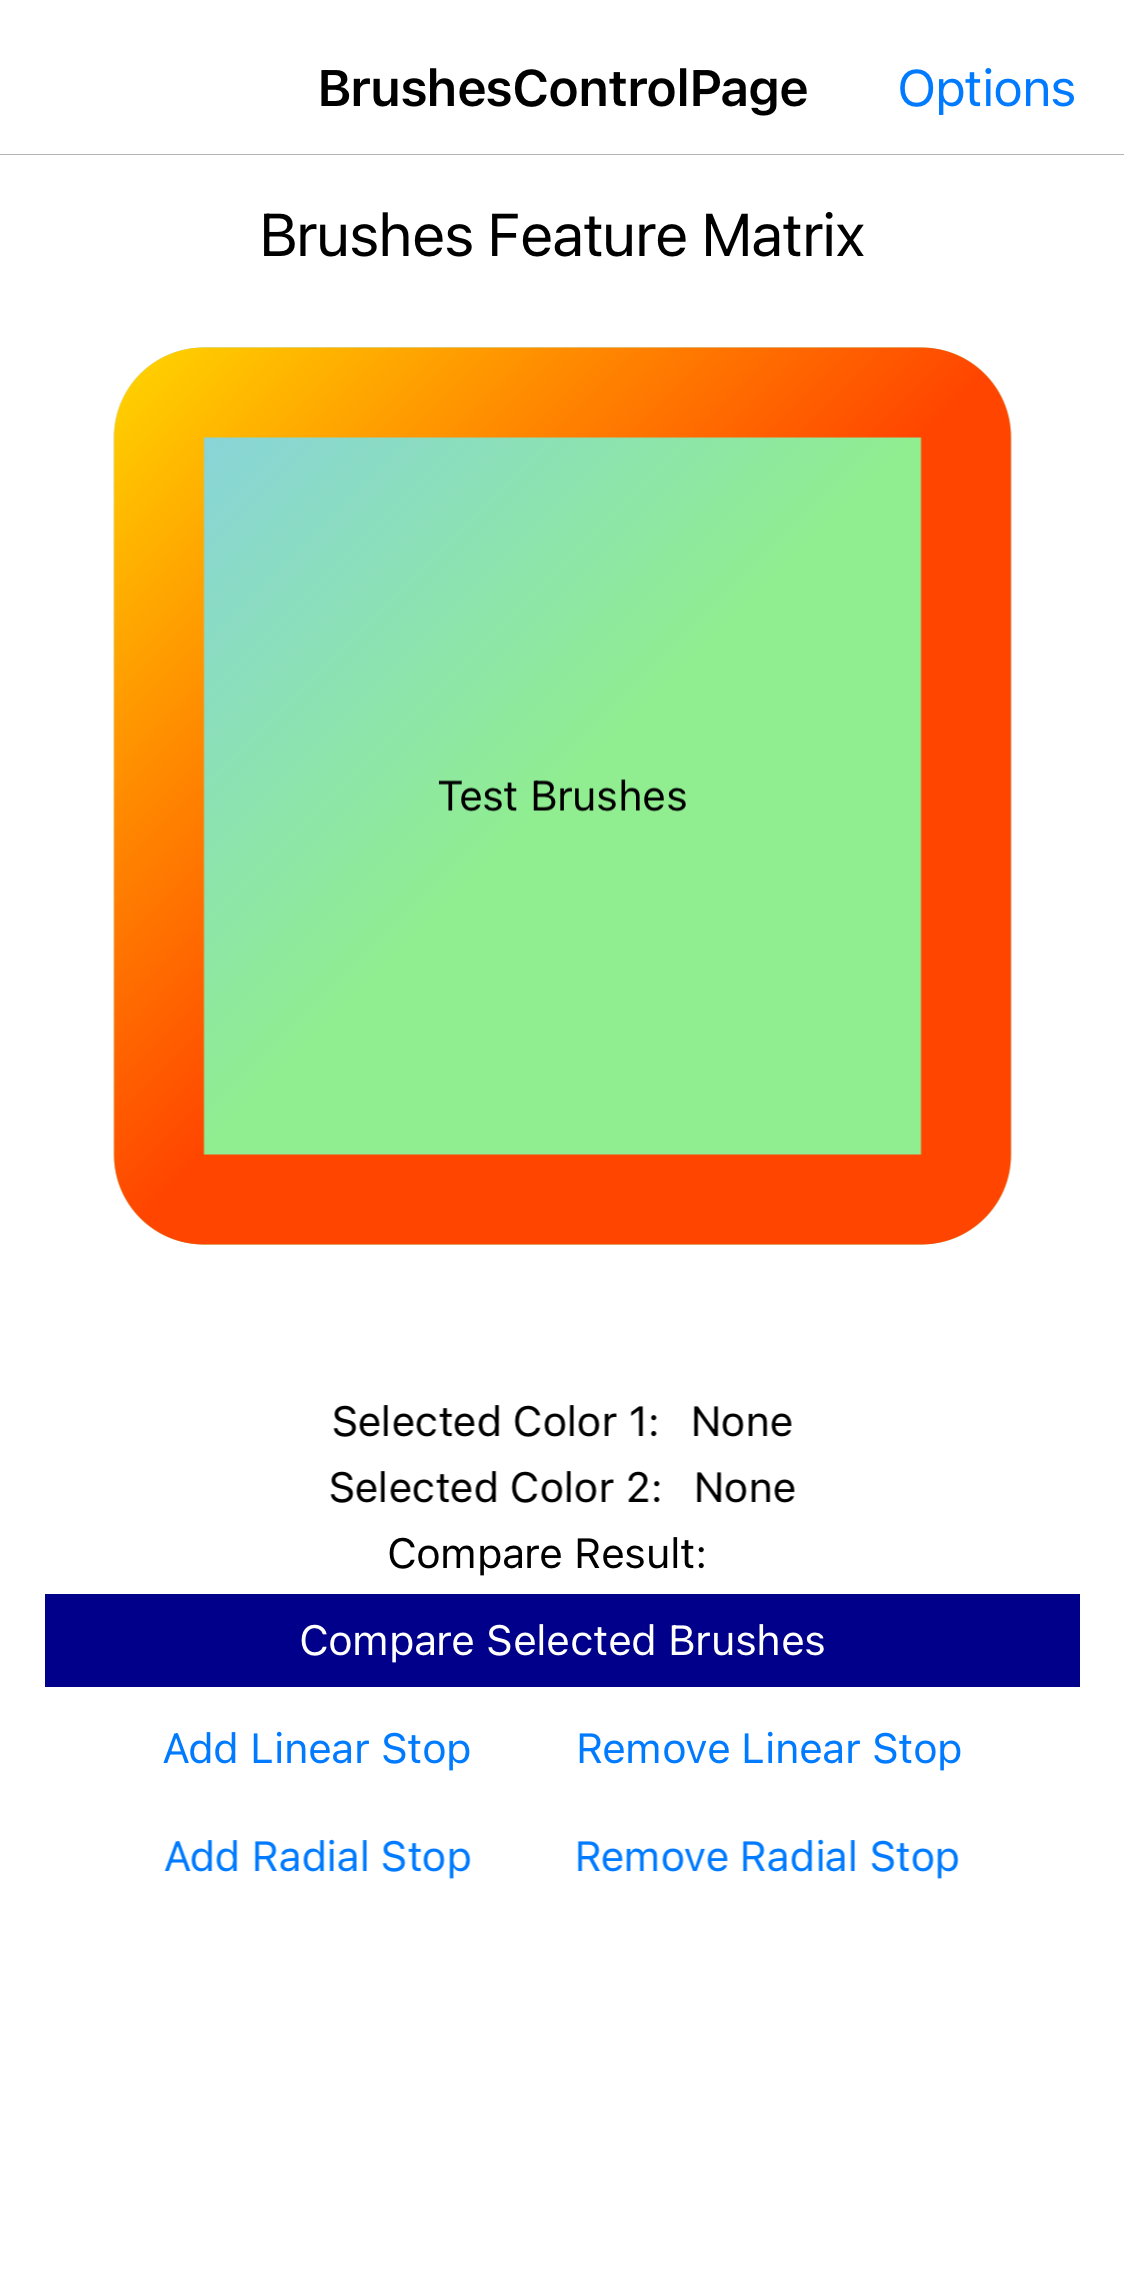 BrushesControlPage Options
Brushes Feature Matrix
Test Brushes
Selected Color 1: None
Selected Color 2: None
Compare Result:
Compare Selected Brushes
Add Linear Stop Remove Linear Stop
Add Radial Stop Remove Radial Stop